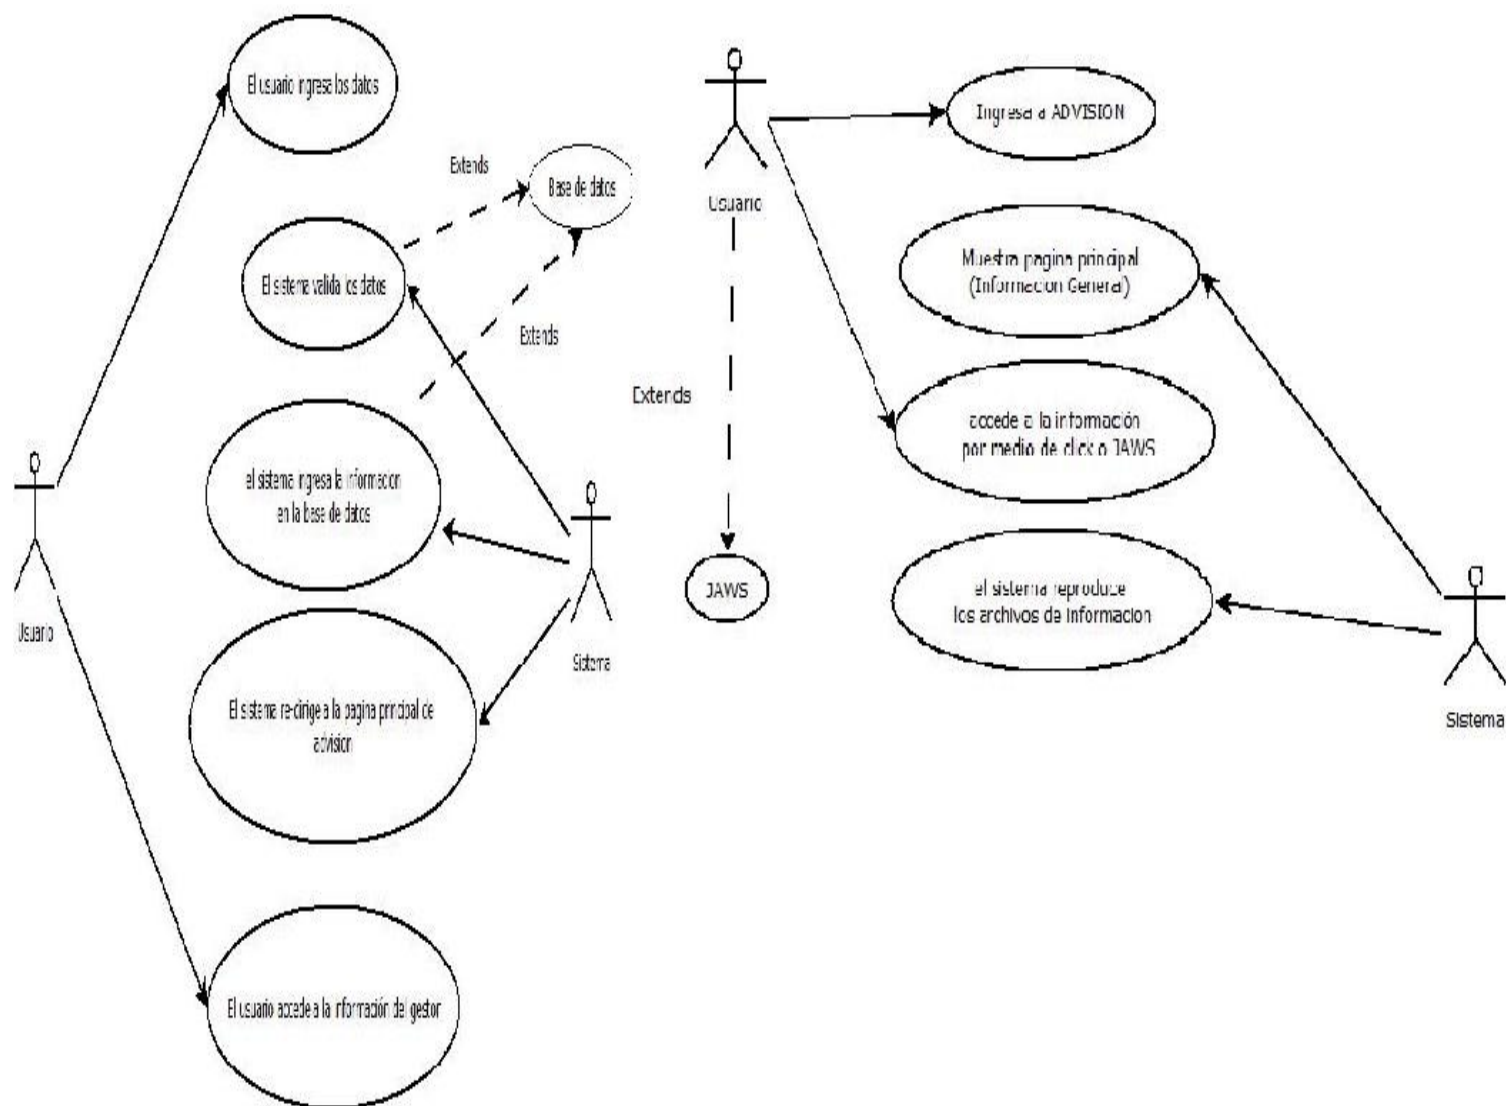 El usuario ingresa los datos
Extends
Base de datos
El sistema valida los datos
Extends
el sistema ingresa la informacion
en la base de datos
Usuario
Sistema
El sistema re-dirige a la pagina principal de
advision
El usuario accede a la información del gestor
Usuario
Ingresa a ADVISION
Muestra pagina principal
(Informacion General)
Extends
accede a la información
por medio de click o JAWS
JAWS
el sistema reproduce
los archivos de informacion
Sistema